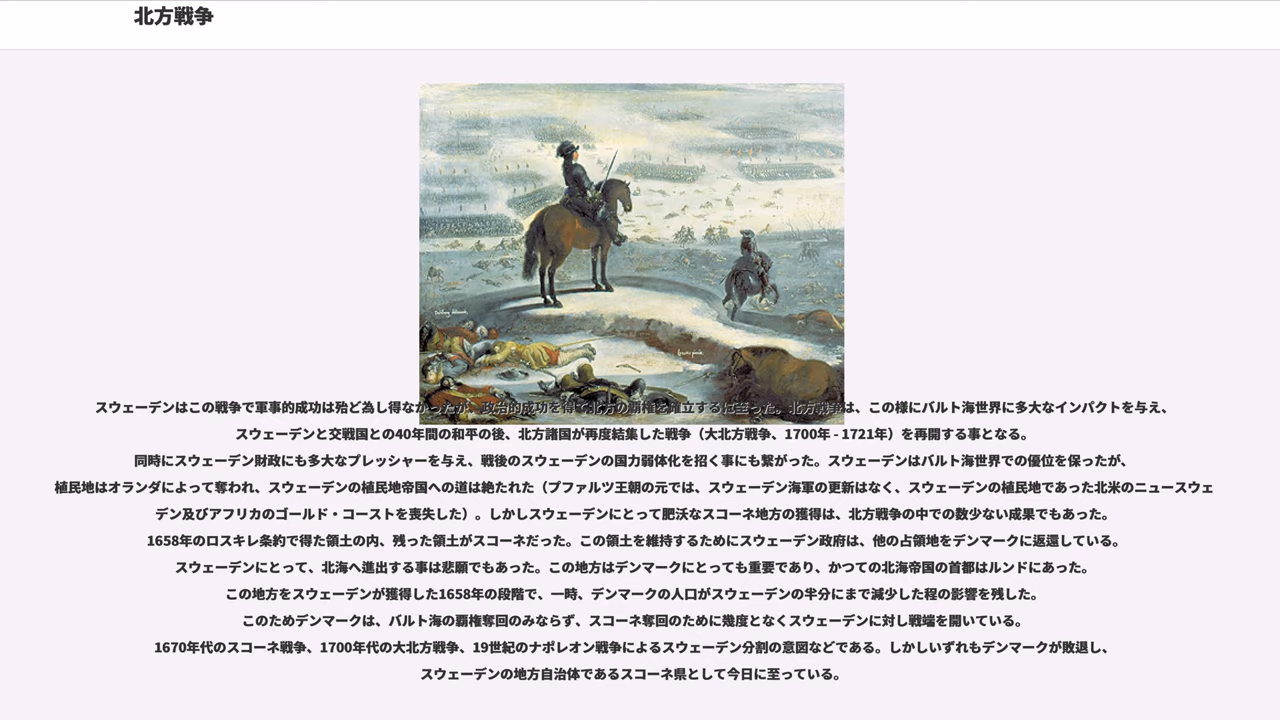 北方戦争
スウェーデンはこの戦争で軍事的成功は殆ど為し得なかったが、政治的成功を得て北方の覇権を確立するに至った。北方戦争は、この様にバルト海世界に多大なインパクトを与え、
スウェーデンと交戦国との40年間の和平の後、北方諸国が再度結集した戦争（大北方戦争、1700年 - 1721年）を再開する事となる。
同時にスウェーデン財政にも多大なプレッシャーを与え、戦後のスウェーデンの国力弱体化を招く事にも繋がった。スウェーデンはバルト海世界での優位を保ったが、
植民地はオランダによって奪われ、スウェーデンの植民地帝国への道は絶たれた（プファルツ王朝の元では、スウェーデン海軍の更新はなく、スウェーデンの植民地であった北米のニュースウェ
デン及びアフリカのゴールド・コーストを喪失した）。しかしスウェーデンにとって肥沃なスコーネ地方の獲得は、北方戦争の中での数少ない成果でもあった。
1658年のロスキレ条約で得た領土の内、残った領土がスコーネだった。この領土を維持するためにスウェーデン政府は、他の占領地をデンマークに返還している。
スウェーデンにとって、北海へ進出する事は悲願でもあった。この地方はデンマークにとっても重要であり、かつての北海帝国の首都はルンドにあった。
この地方をスウェーデンが獲得した1658年の段階で、一時、デンマークの人口がスウェーデンの半分にまで減少した程の影響を残した。
このためデンマークは、バルト海の覇権奪回のみならず、スコーネ奪回のために幾度となくスウェーデンに対し戦端を開いている。
1670年代のスコーネ戦争、1700年代の大北方戦争、19世紀のナポレオン戦争によるスウェーデン分割の意図などである。しかしいずれもデンマークが敗退し、
スウェーデンの地方自治体であるスコーネ県として今日に至っている。